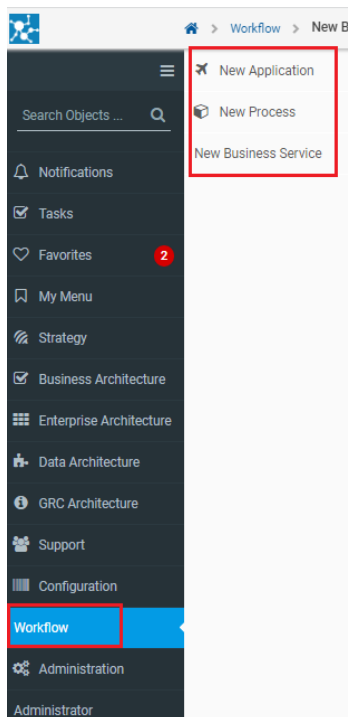 Workflow > New B
New Application
New Process
New Business Service
Search Objects ...
Notifications
Tasks
Favorites 2
My Menu
Strategy
Business Architecture
Enterprise Architecture
Data Architecture
GRC Architecture
Support
Configuration
Workflow
Administration
Administrator